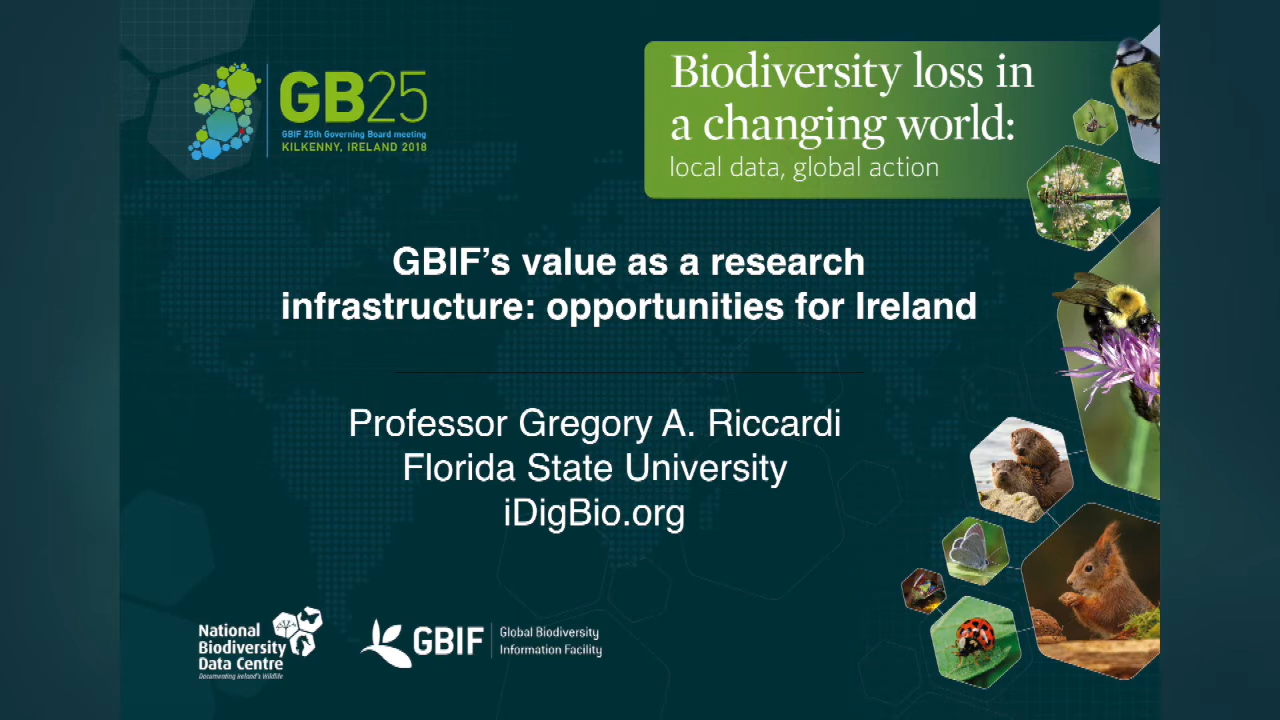 GB25
GBIF 25th Governing Board meeting
KILKENNY, IRELAND 2018
Biodiversity loss in
a changing world:
local data, global action
GBIF’s value as a research
infrastructure: opportunities for Ireland
Professor Gregory A. Riccardi
Florida State University
iDigBio.org
National
Biodiversity
Data Centre
Documenting Ireland's Wildlife
GBIF
Global Biodiversity
Information Facility